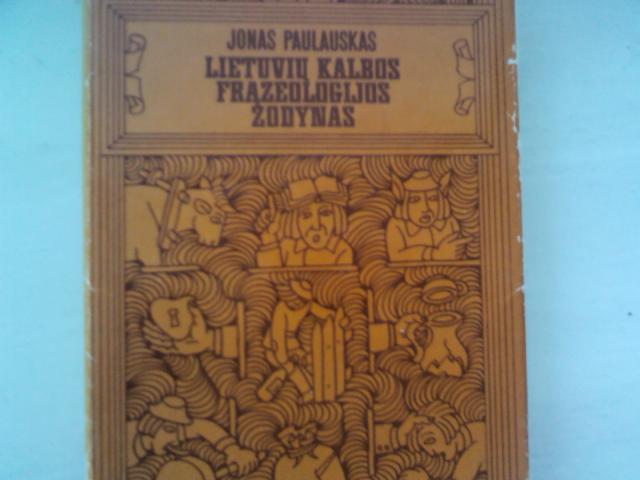 JONAS PAULAUSKAS
LIETUVIŲ KALBOS
FRAZEOLOGIJOS
ŽODYNAS